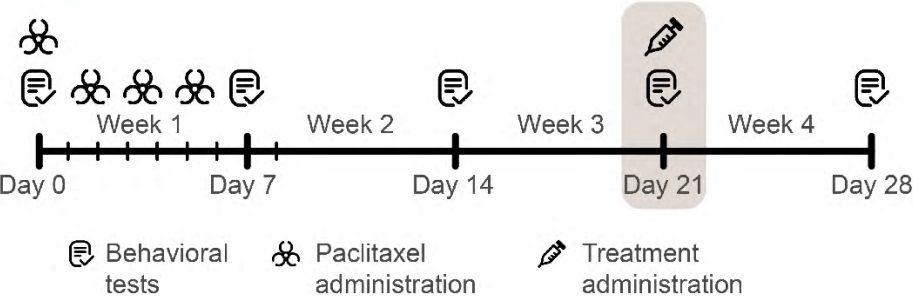 Week 1
Week 2
Week 3
Week 4
Day 0
Day 7
Day 14
Day 21
Day 28
Behavioral
tests
Paclitaxel
administration
Treatment
administration